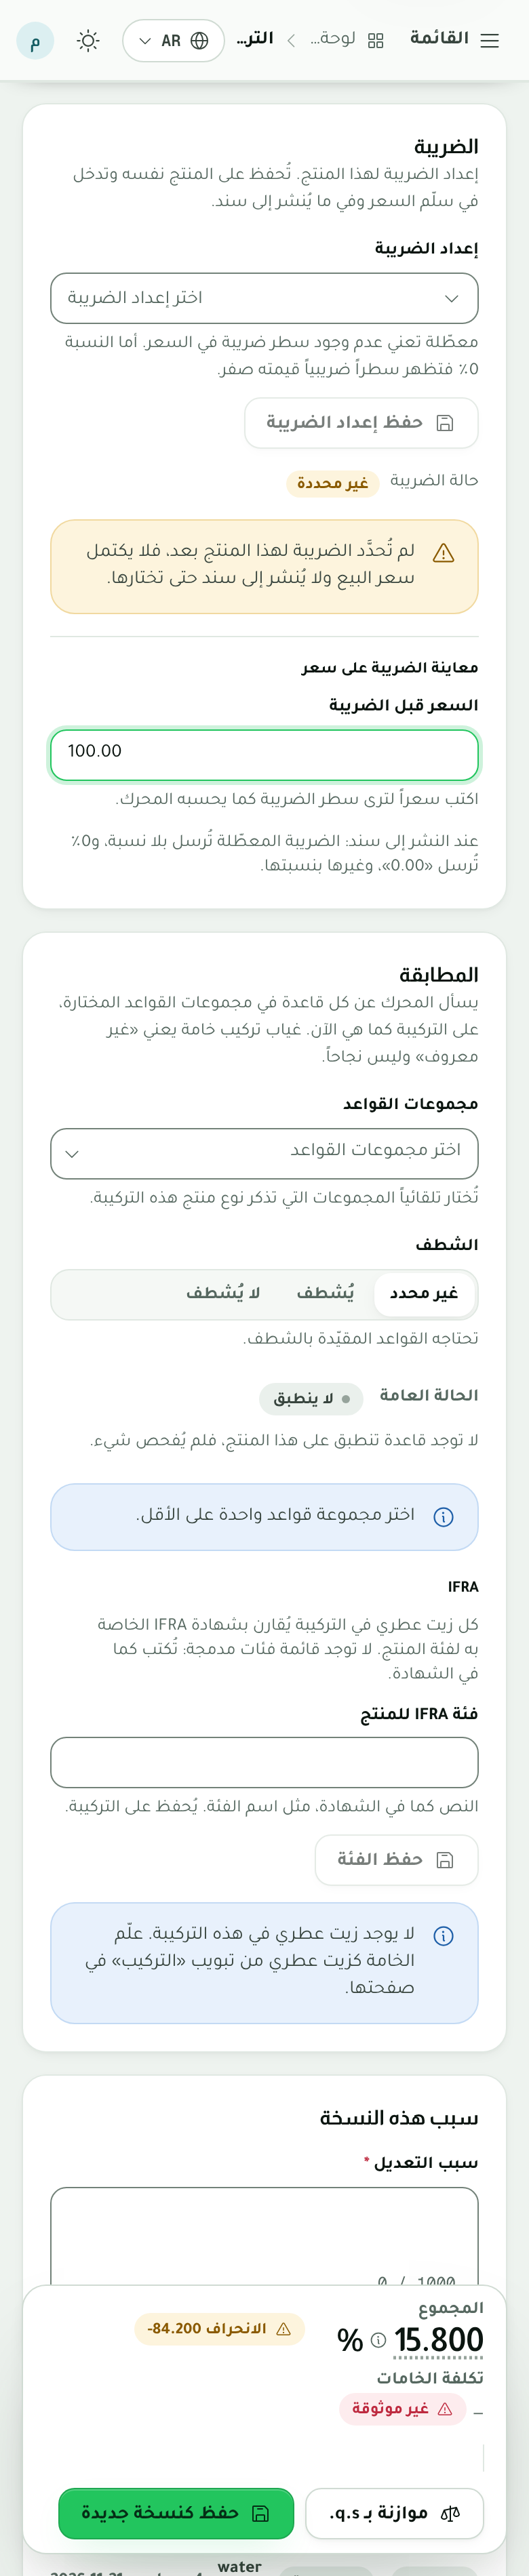 القائمة
لوحة...
التر...
AR
م
الضريبة
إعداد الضريبة لهذا المنتج. تُحفظ على المنتج نفسه وتدخل
في سلّم السعر وفي ما يُنشر إلى سند.
إعداد الضريبة
اختر إعداد الضريبة
معطّلة تعني عدم وجود سطر ضريبة في السعر. أما النسبة
0٪ فتظهر سطراً ضريبياً قيمته صفر.
حفظ إعداد الضريبة
حالة الضريبة
غير محددة
لم تُحدَّد الضريبة لهذا المنتج بعد، فلا يكتمل
سعر البيع ولا يُنشر إلى سند حتى تختارها.
معاينة الضريبة على سعر
السعر قبل الضريبة
100.00
اكتب سعراً لترى سطر الضريبة كما يحسبه المحرك.
عند النشر إلى سند: الضريبة المعطّلة تُرسل بلا نسبة، و0٪
تُرسل «0.00»، وغيرها بنسبتها.
المطابقة
يسأل المحرك عن كل قاعدة في مجموعات القواعد المختارة،
على التركيبة كما هي الآن. غياب تركيب خامة يعني «غير
معروف» وليس نجاحاً.
مجموعات القواعد
اختر مجموعات القواعد
تُختار تلقائياً المجموعات التي تذكر نوع منتج هذه التركيبة.
الشطف
غير محدد
يُشطف
لا يُشطف
تحتاجه القواعد المقيّدة بالشطف.
الحالة العامة
لا ينطبق
لا توجد قاعدة تنطبق على هذا المنتج، فلم يُفحص شيء.
اختر مجموعة قواعد واحدة على الأقل.
IFRA
كل زيت عطري في التركيبة يُقارن بشهادة IFRA الخاصة
به لفئة المنتج. لا توجد قائمة فئات مدمجة: تُكتب كما
في الشهادة.
فئة IFRA للمنتج
النص كما في الشهادة، مثل اسم الفئة. يُحفظ على التركيبة.
حفظ الفئة
لا يوجد زيت عطري في هذه التركيبة. علّم
الخامة كزيت عطري من تبويب «التركيب» في
صفحتها.
سبب هذه النسخة
سبب التعديل *
0 / 1000
المجموع
15.800 %
الانحراف 84.200-
تكلفة الخامات
_ غير موثوقة
موازنة بـ q.s.
حفظ كنسخة جديدة
water